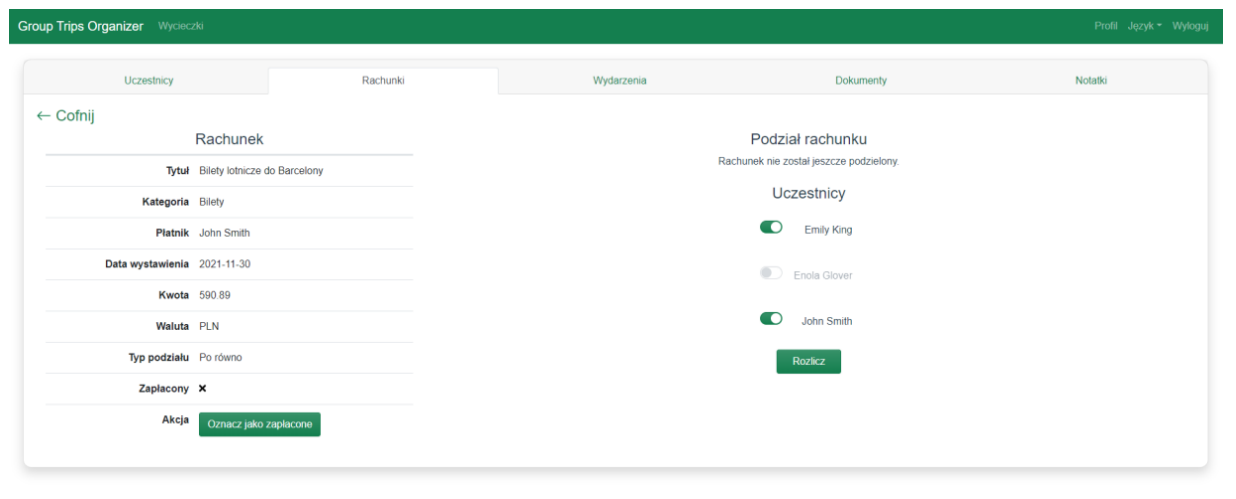 Group Trips Organizer Wycieczki Profil Język Wyloguj
Uczestnicy Rachunki Wydarzenia Dokumenty Notatki
← Cofnij
Rachunek
Tytuł Bilety lotnicze do Barcelony
Kategoria Bilety
Płatnik John Smith
Data wystawienia 2021-11-30
Kwota 590.89
Waluta PLN
Typ podziału Po równo
Zapłacony ×
Akcja Oznacz jako zapłacone
Podział rachunku
Rachunek nie został jeszcze podzielony.
Uczestnicy
Emily King
Enola Glover
John Smith
Rozlicz